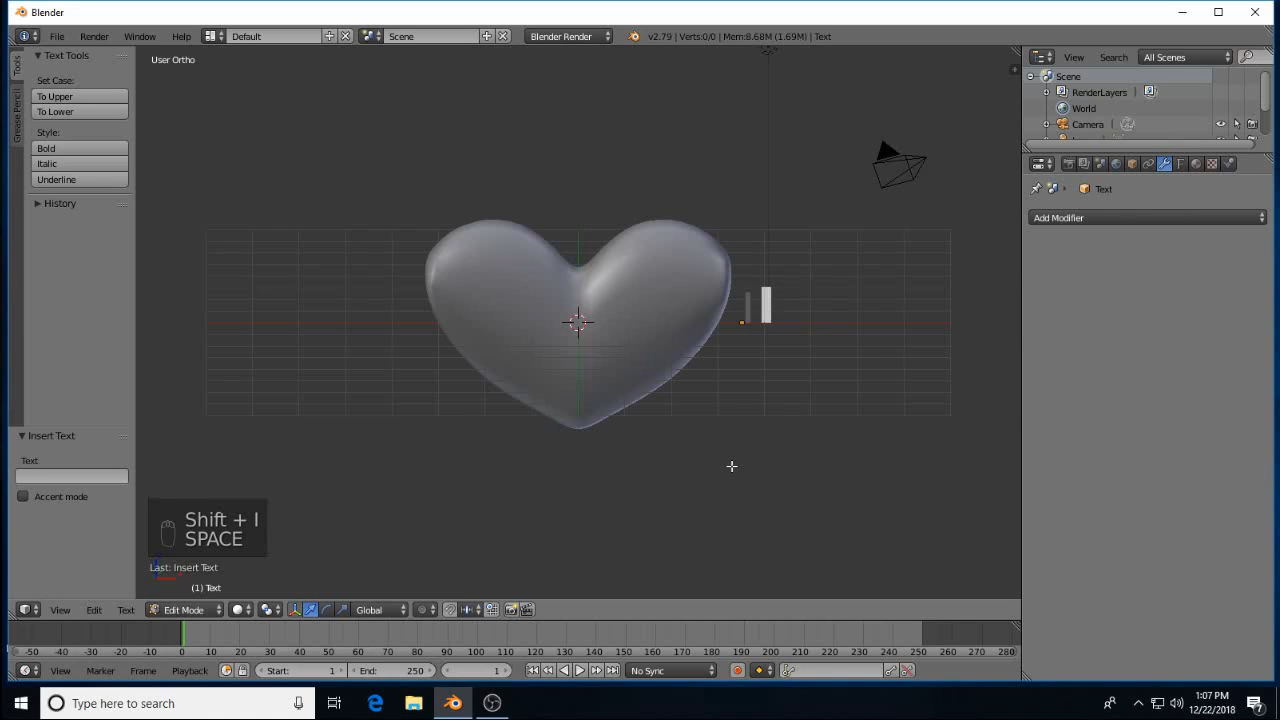 Blender
File Render Window Help Default Scene Blender Render v2.79 | Verts:0/0 | Mem:8.68M (1.69M) | Text
Tools
Grease Pencil
Text Tools
Set Case:
To Upper
To Lower
Style:
Bold
Italic
Underline
History
Insert Text
Text
Accent mode
User Ortho
I
Shift + I
SPACE
Last: Insert Text
(1) Text
View Edit Text Edit Mode Global
View Search All Scenes
Scene
RenderLayers |
World
Camera
Text
Add Modifier
-50 -40 -30 -20 -10 0 10 20 30 40 50 60 70 80 90 100 110 120 130 140 150 160 170 180 190 200 210 220 230 240 250 260 270 280
View Marker Frame Playback Start: 1 End: 250 1 No Sync
Type here to search
1:07 PM
12/22/2018
7